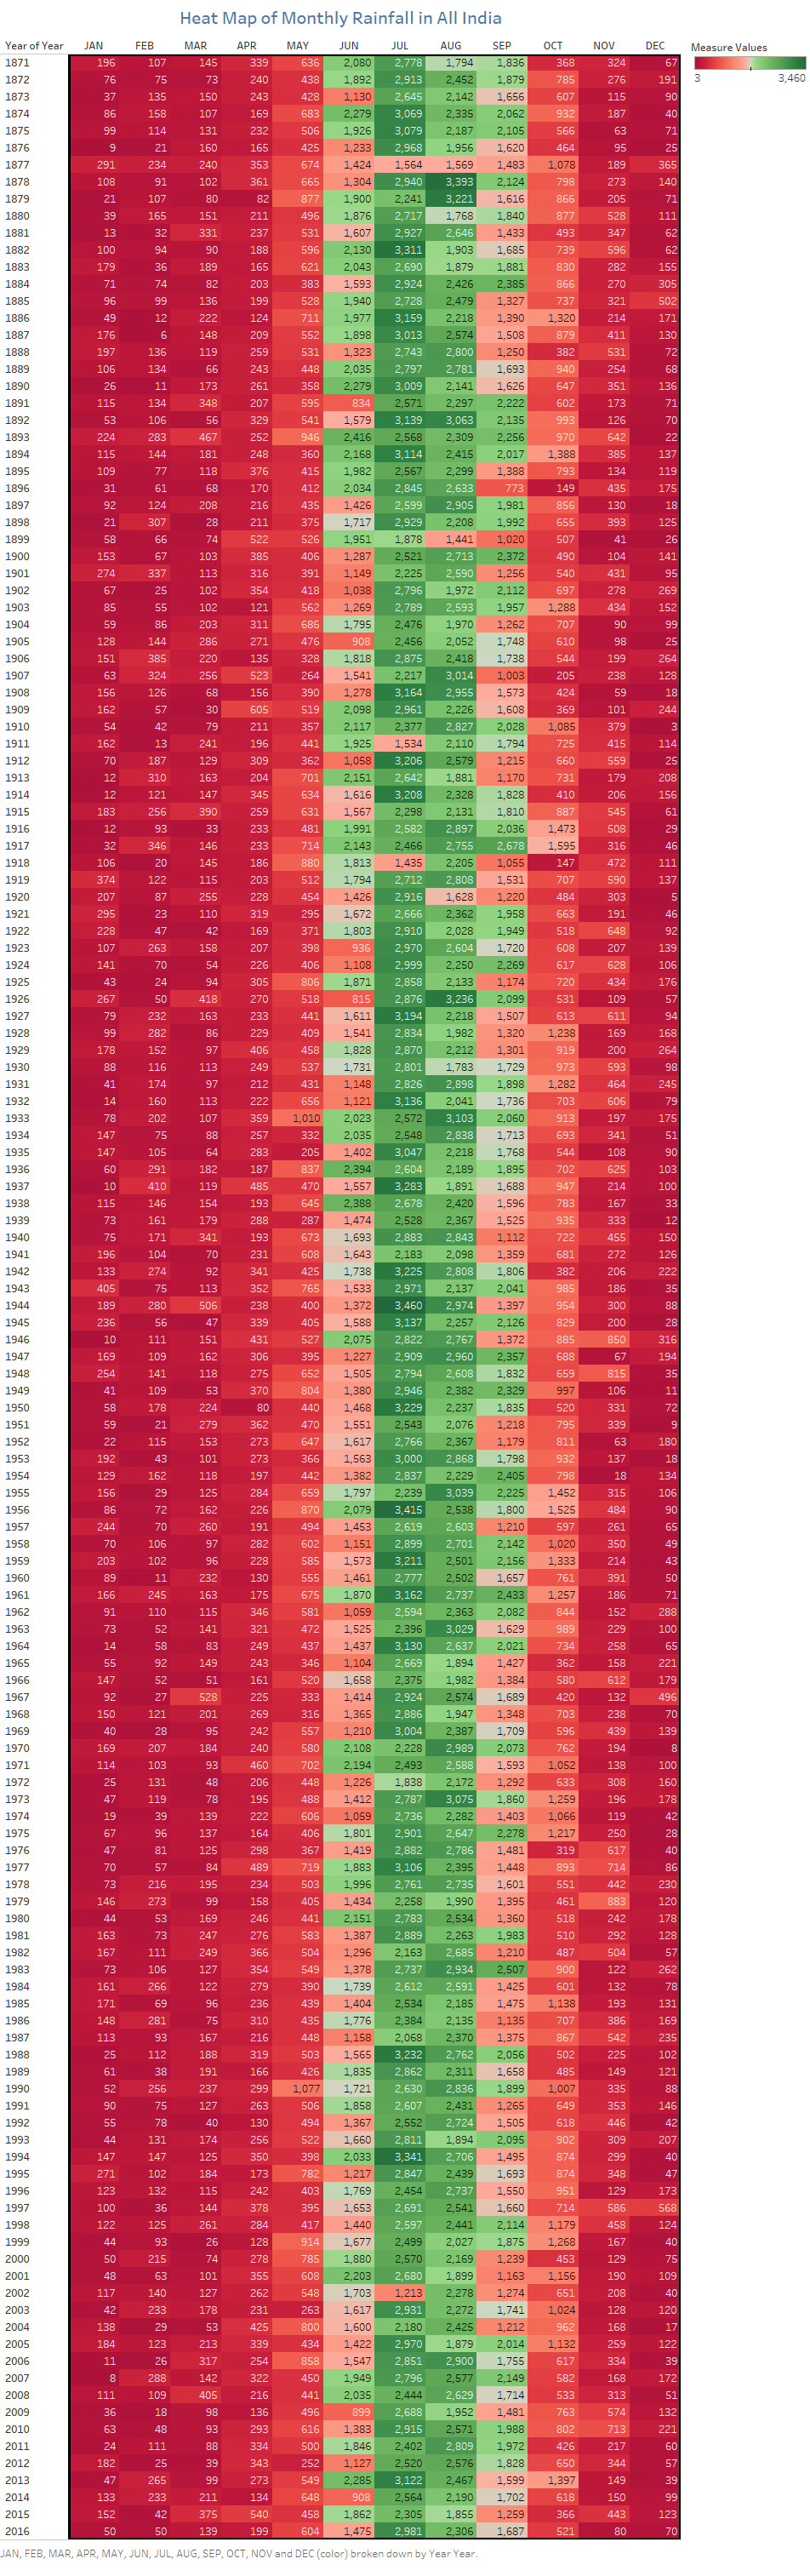 Heat Map of Monthly Rainfall in All India
Year of Year JAN FEB MAR APR MAY JUN JUL AUG SEP OCT NOV DEC
Measure Values
3 3,460
1871 196 107 145 339 636 2,080 2,778 1,794 1,836 368 324 67
1872 76 75 73 240 438 1,892 2,913 2,452 1,879 785 276 191
1873 37 135 150 243 428 1,130 2,645 2,142 1,656 607 115 90
1874 86 158 107 169 683 2,279 3,069 2,335 2,062 932 187 40
1875 99 114 131 232 506 1,926 3,079 2,187 2,105 566 63 71
1876 9 21 160 165 425 1,233 2,968 1,956 1,620 464 95 25
1877 291 234 240 353 674 1,424 1,564 1,569 1,483 1,078 189 365
1878 108 91 102 361 665 1,304 2,940 3,393 2,124 798 273 140
1879 21 107 80 82 877 1,900 2,241 3,221 1,616 866 205 71
1880 39 165 151 211 496 1,876 2,717 1,768 1,840 877 528 111
1881 13 32 331 237 531 1,607 2,927 2,646 1,433 493 347 62
1882 100 94 90 188 596 2,130 3,311 1,903 1,685 739 596 62
1883 179 36 189 165 621 2,043 2,690 1,879 1,881 830 282 155
1884 71 74 82 203 383 1,593 2,924 2,426 2,385 866 270 305
1885 96 99 136 199 528 1,940 2,728 2,479 1,327 737 321 502
1886 49 12 222 124 711 1,977 3,159 2,218 1,390 1,320 214 171
1887 176 6 148 209 552 1,898 3,013 2,574 1,508 879 411 130
1888 197 136 119 259 531 1,323 2,743 2,800 1,250 382 531 72
1889 106 134 66 243 448 2,035 2,797 2,781 1,693 940 254 68
1890 26 11 173 261 358 2,279 3,009 2,141 1,626 647 351 136
1891 115 134 348 207 595 834 2,571 2,297 2,222 602 173 71
1892 53 106 56 329 541 1,579 3,139 3,063 2,135 993 126 70
1893 224 283 467 252 946 2,416 2,568 2,309 2,256 970 642 22
1894 115 144 181 248 360 2,168 3,114 2,415 2,017 1,388 385 137
1895 109 77 118 376 415 1,982 2,567 2,299 1,388 793 134 119
1896 31 61 68 170 412 2,034 2,845 2,633 773 149 435 175
1897 92 124 208 216 435 1,426 2,599 2,905 1,981 856 130 18
1898 21 307 28 211 375 1,717 2,929 2,208 1,992 655 393 125
1899 58 66 74 522 526 1,951 1,878 1,441 1,020 507 41 26
1900 153 67 103 385 406 1,287 2,521 2,713 2,372 490 104 141
1901 274 337 113 316 391 1,149 2,225 2,590 1,256 540 431 95
1902 67 25 102 354 418 1,038 2,796 1,972 2,112 697 278 269
1903 85 55 102 121 562 1,269 2,789 2,593 1,957 1,288 434 152
1904 59 86 203 311 686 1,795 2,476 1,970 1,262 707 90 99
1905 128 144 286 271 476 908 2,456 2,052 1,748 610 98 25
1906 151 385 220 135 328 1,818 2,875 2,418 1,738 544 199 264
1907 63 324 256 523 264 1,541 2,217 3,014 1,003 205 238 128
1908 156 126 68 156 390 1,278 3,164 2,955 1,573 424 59 18
1909 162 57 30 605 519 2,098 2,961 2,226 1,608 369 101 244
1910 54 42 79 211 357 2,117 2,377 2,827 2,028 1,085 379 3
1911 162 13 241 196 441 1,925 1,534 2,110 1,794 725 415 114
1912 70 187 129 309 362 1,058 3,206 2,579 1,215 660 559 25
1913 12 310 163 204 701 2,151 2,642 1,881 1,170 731 179 208
1914 12 121 147 345 634 1,616 3,208 2,328 1,828 410 206 156
1915 183 256 390 259 631 1,567 2,298 2,131 1,810 887 545 61
1916 12 93 33 233 481 1,991 2,582 2,897 2,036 1,473 508 29
1917 32 346 146 233 714 2,143 2,466 2,755 2,678 1,595 316 46
1918 106 20 145 186 880 1,813 1,435 2,205 1,055 147 472 111
1919 374 122 115 203 512 1,794 2,712 2,808 1,531 707 590 137
1920 207 87 255 228 454 1,426 2,916 1,628 1,220 484 303 5
1921 295 23 110 319 295 1,672 2,666 2,362 1,958 663 191 46
1922 228 47 42 169 371 1,803 2,910 2,028 1,949 518 648 92
1923 107 263 158 207 398 936 2,970 2,604 1,720 608 207 139
1924 141 70 54 226 406 1,108 2,999 2,250 2,269 617 628 106
1925 43 24 94 305 806 1,871 2,858 2,133 1,174 720 434 176
1926 267 50 418 270 518 815 2,876 3,236 2,099 531 109 57
1927 79 232 163 233 441 1,611 3,194 2,218 1,507 613 611 94
1928 99 282 86 229 409 1,541 2,834 1,982 1,320 1,238 169 168
1929 178 152 97 406 458 1,828 2,870 2,212 1,301 919 200 264
1930 88 116 113 249 537 1,731 2,801 1,783 1,729 973 593 98
1931 41 174 97 212 431 1,148 2,826 2,898 1,898 1,282 464 245
1932 14 160 113 222 656 1,121 3,136 2,041 1,736 703 606 79
1933 78 202 107 359 1,010 2,023 2,572 3,103 2,060 913 197 175
1934 147 75 88 257 332 2,035 2,548 2,838 1,713 693 341 51
1935 147 105 64 283 205 1,402 3,047 2,218 1,768 544 108 90
1936 60 291 182 187 837 2,394 2,604 2,189 1,895 702 625 103
1937 10 410 119 485 470 1,557 3,283 1,891 1,688 947 214 100
1938 115 146 154 193 645 2,388 2,678 2,420 1,596 783 167 33
1939 73 161 179 288 287 1,474 2,528 2,367 1,525 935 333 12
1940 75 171 341 193 673 1,693 2,883 2,843 1,112 722 455 150
1941 196 104 70 231 608 1,643 2,183 2,098 1,359 681 272 126
1942 133 274 92 341 425 1,738 3,225 2,808 1,806 382 206 222
1943 405 75 113 352 765 1,533 2,971 2,137 2,041 985 186 35
1944 189 280 506 238 400 1,372 3,460 2,974 1,397 954 300 88
1945 236 56 47 339 405 1,588 3,137 2,257 2,126 829 200 28
1946 10 111 151 431 527 2,075 2,822 2,767 1,372 885 850 316
1947 169 109 162 306 395 1,227 2,909 2,960 2,357 688 67 194
1948 254 141 118 275 652 1,505 2,794 2,608 1,832 659 815 35
1949 41 109 53 370 804 1,380 2,946 2,382 2,329 997 106 11
1950 58 178 224 80 440 1,468 3,229 2,237 1,835 520 331 72
1951 59 21 279 362 470 1,551 2,543 2,076 1,218 795 339 9
1952 22 115 153 273 647 1,617 2,766 2,367 1,179 811 63 180
1953 192 43 101 273 366 1,563 3,000 2,868 1,798 932 137 18
1954 129 162 118 197 442 1,382 2,837 2,229 2,405 798 18 134
1955 156 29 125 284 659 1,797 2,239 3,039 2,225 1,452 315 106
1956 86 72 162 226 870 2,079 3,415 2,538 1,800 1,525 484 90
1957 244 70 260 191 494 1,453 2,619 2,603 1,210 597 261 65
1958 70 106 97 282 602 1,151 2,899 2,701 2,142 1,020 350 49
1959 203 102 96 228 585 1,573 3,211 2,501 2,156 1,333 214 43
1960 89 11 232 130 555 1,461 2,777 2,502 1,657 761 391 50
1961 166 245 163 175 675 1,870 3,162 2,737 2,433 1,257 186 71
1962 91 110 115 346 581 1,059 2,594 2,363 2,082 844 152 288
1963 73 52 141 321 472 1,525 2,396 3,029 1,629 989 229 100
1964 14 58 83 249 437 1,437 3,130 2,637 2,021 734 258 65
1965 55 92 149 243 346 1,104 2,669 1,894 1,427 362 158 221
1966 147 52 51 161 520 1,658 2,375 1,982 1,384 580 612 179
1967 92 27 528 225 333 1,414 2,924 2,574 1,689 420 132 496
1968 150 121 201 269 316 1,365 2,886 1,947 1,348 703 238 70
1969 40 28 95 242 557 1,210 3,004 2,387 1,709 596 439 139
1970 169 207 184 240 580 2,108 2,228 2,989 2,073 762 194 8
1971 114 103 93 460 702 2,194 2,493 2,588 1,593 1,052 138 100
1972 25 131 48 206 448 1,226 1,838 2,172 1,292 633 308 160
1973 47 119 78 195 488 1,412 2,787 3,075 1,860 1,259 196 178
1974 19 39 139 222 606 1,059 2,736 2,282 1,403 1,066 119 42
1975 67 96 137 164 406 1,801 2,901 2,647 2,278 1,217 250 28
1976 47 81 125 298 367 1,419 2,882 2,786 1,481 319 617 40
1977 70 57 84 489 719 1,883 3,106 2,395 1,448 893 714 86
1978 73 216 195 234 503 1,996 2,761 2,735 1,601 551 442 230
1979 146 273 99 158 405 1,434 2,258 1,990 1,395 461 883 120
1980 44 53 169 246 441 2,151 2,783 2,534 1,360 518 242 178
1981 163 73 247 276 583 1,387 2,889 2,263 1,983 510 292 128
1982 167 111 249 366 504 1,296 2,163 2,685 1,210 487 504 57
1983 73 106 127 354 549 1,378 2,737 2,934 2,507 900 122 262
1984 161 266 122 279 390 1,739 2,612 2,591 1,425 601 132 78
1985 171 69 96 236 439 1,404 2,534 2,185 1,475 1,138 193 131
1986 148 281 75 310 435 1,776 2,384 2,135 1,135 707 386 169
1987 113 93 167 216 448 1,158 2,068 2,370 1,375 867 542 235
1988 25 112 188 319 503 1,565 3,232 2,762 2,056 502 225 102
1989 61 38 191 166 426 1,835 2,862 2,311 1,658 485 149 121
1990 52 256 237 299 1,077 1,721 2,630 2,836 1,899 1,007 335 88
1991 90 75 127 263 506 1,858 2,607 2,431 1,265 649 353 146
1992 55 78 40 130 494 1,367 2,552 2,724 1,505 618 446 42
1993 44 131 174 256 522 1,660 2,811 1,894 2,095 902 309 207
1994 147 147 125 350 398 2,033 3,341 2,706 1,495 874 299 40
1995 271 102 184 173 782 1,217 2,847 2,439 1,693 874 348 47
1996 123 132 115 242 403 1,769 2,454 2,737 1,550 951 129 173
1997 100 36 144 378 395 1,653 2,691 2,541 1,660 714 586 568
1998 122 125 261 284 417 1,440 2,597 2,441 2,114 1,179 458 124
1999 44 93 26 128 914 1,677 2,499 2,027 1,875 1,268 167 40
2000 50 215 74 278 785 1,880 2,570 2,169 1,239 453 129 75
2001 48 63 101 355 608 2,203 2,680 1,899 1,163 1,156 190 109
2002 117 140 127 262 548 1,703 1,213 2,278 1,274 651 208 40
2003 42 233 178 231 263 1,617 2,931 2,272 1,741 1,024 128 120
2004 138 29 53 425 800 1,600 2,180 2,425 1,212 962 168 17
2005 184 123 213 339 434 1,422 2,970 1,879 2,014 1,132 259 122
2006 11 26 317 254 858 1,547 2,851 2,900 1,755 617 334 39
2007 8 288 142 322 450 1,949 2,796 2,577 2,149 582 168 172
2008 111 109 405 216 441 2,035 2,444 2,629 1,714 533 313 51
2009 36 18 98 136 496 899 2,688 1,952 1,481 763 574 132
2010 63 48 93 293 616 1,383 2,915 2,571 1,988 802 713 221
2011 24 111 88 334 500 1,846 2,402 2,809 1,972 426 217 60
2012 182 25 39 343 252 1,127 2,520 2,576 1,828 650 344 57
2013 47 265 99 273 549 2,285 3,122 2,467 1,599 1,397 149 39
2014 133 233 211 134 648 908 2,564 2,190 1,702 618 150 99
2015 152 42 375 540 458 1,862 2,305 1,855 1,259 366 443 123
2016 50 50 139 199 604 1,475 2,981 2,306 1,687 521 80 70
JAN, FEB, MAR, APR, MAY, JUN, JUL, AUG, SEP, OCT, NOV and DEC (color) broken down by Year Year.